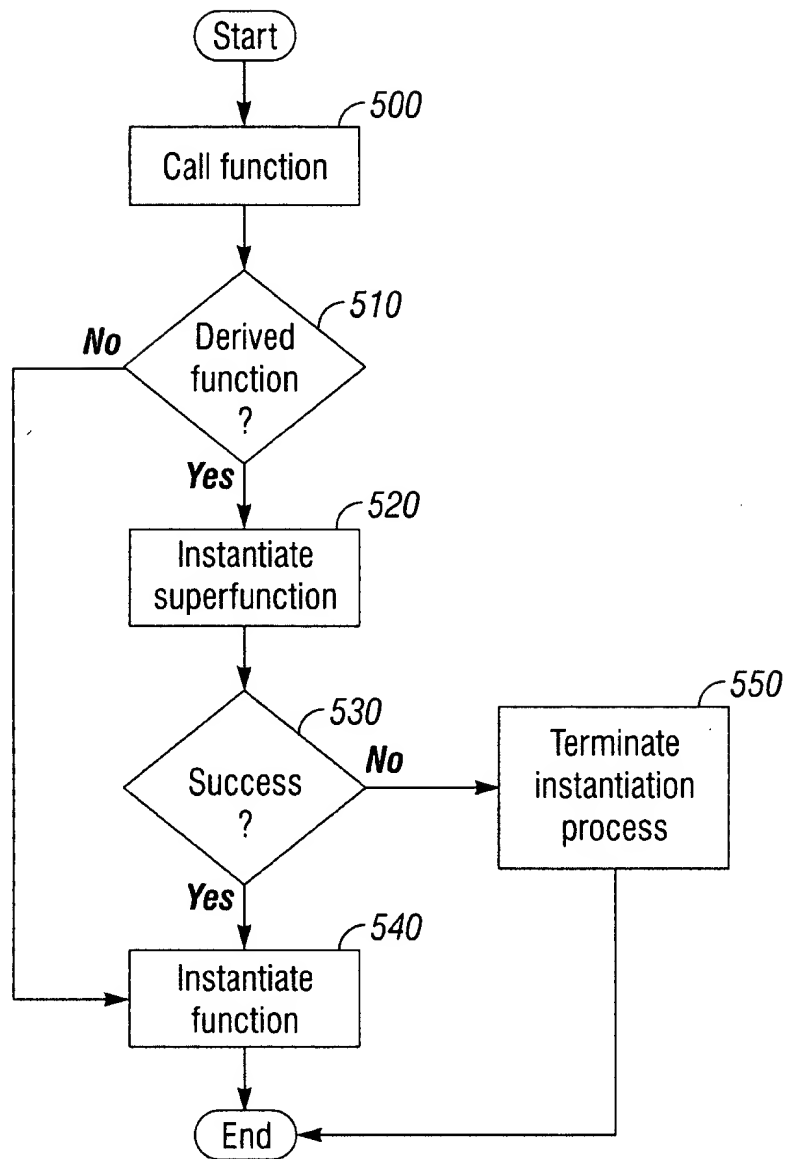 Start
500
Call function
510
No
Derived
function
?
Yes
520
Instantiate
superfunction
530
Success
?
No
550
Terminate
instantiation
process
Yes
540
Instantiate
function
End